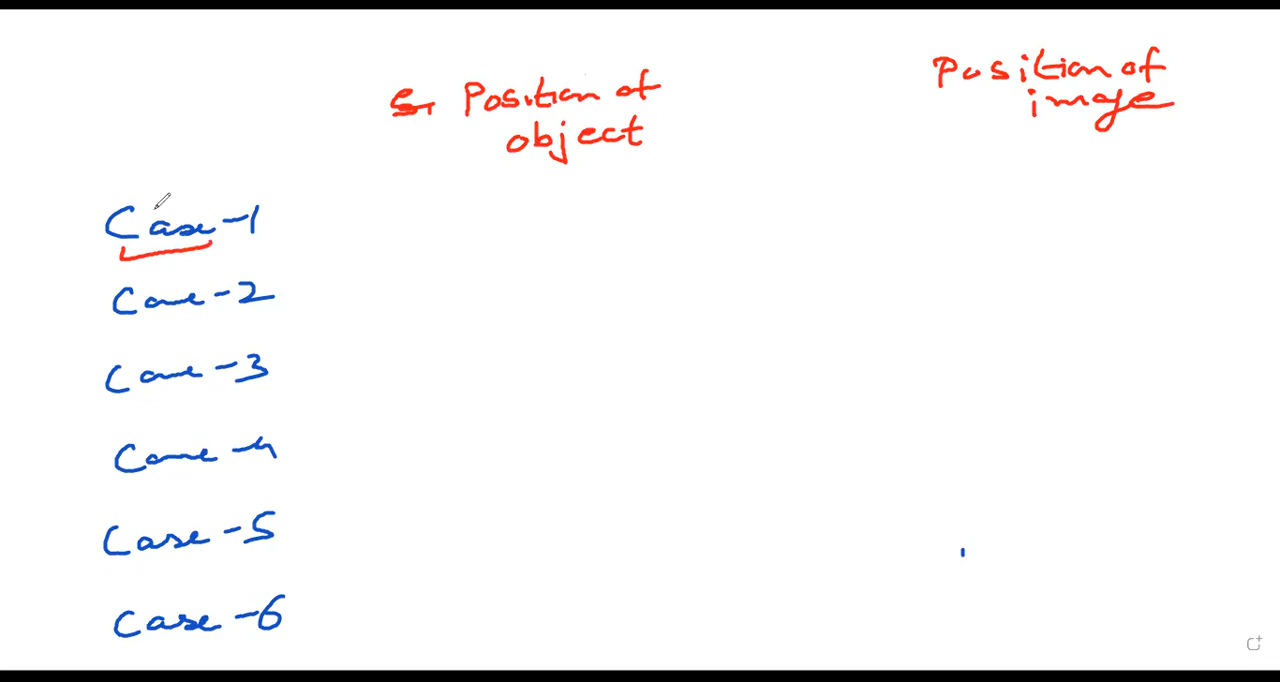 Position of
object
Position of
image
Case-1
Case-2
Case-3
Case-4
Case-5
Case-6